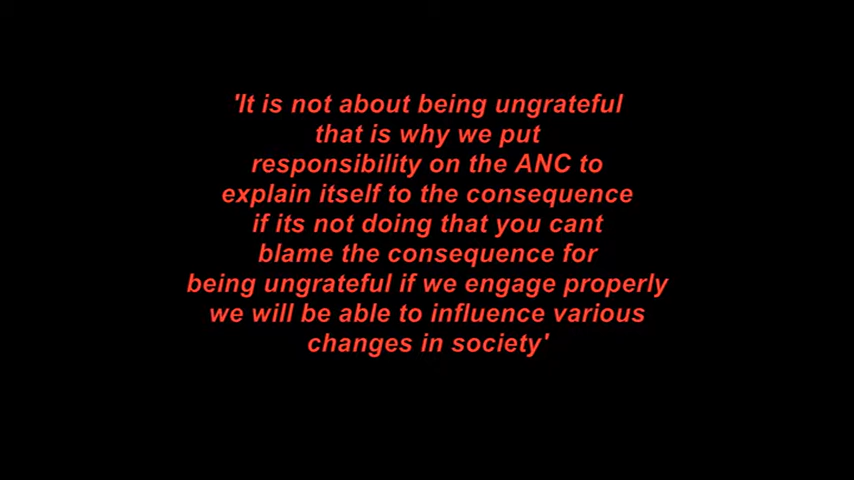 'It is not about being ungrateful
that is why we put
responsibility on the ANC to
explain itself to the consequence
if its not doing that you cant
blame the consequence for
being ungrateful if we engage properly
we will be able to influence various
changes in society'